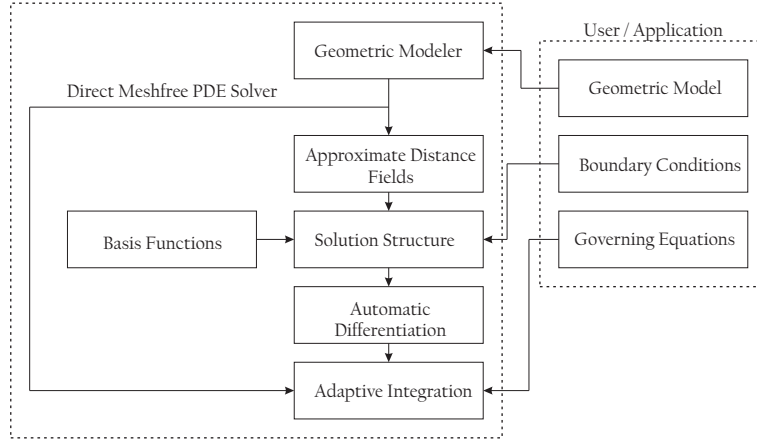 User / Application
Geometric Modeler
Geometric Model
Direct Meshfree PDE Solver
Approximate Distance
Fields
Boundary Conditions
Basis Functions
Solution Structure
Governing Equations
Automatic
Differentiation
Adaptive Integration